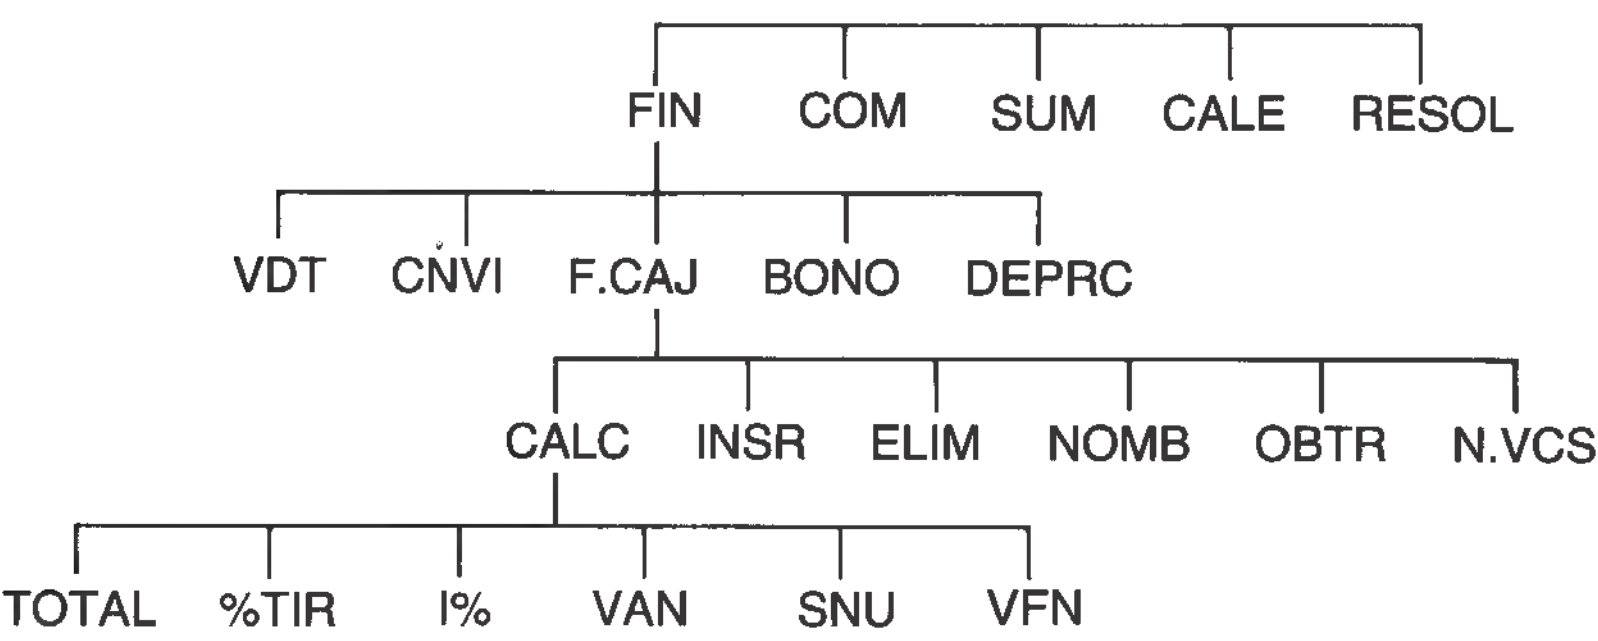 FIN COM SUM CALE RESOL
VDT CNVI F.CAJ BONO DEPRC
CALC INSR ELIM NOMB OBTR N.VCS
TOTAL %TIR I% VAN SNU VFN